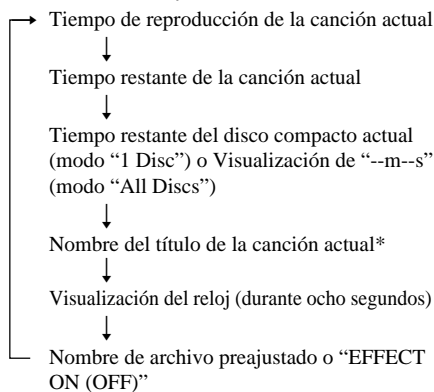 Tiempo de reproducción de la canción actual
Tiempo restante de la canción actual
Tiempo restante del disco compacto actual
(modo “1 Disc”) o Visualización de “--m--s”
(modo “All Discs”)
Nombre del título de la canción actual*
Visualización del reloj (durante ocho segundos)
Nombre de archivo preajustado o “EFFECT
ON (OFF)”